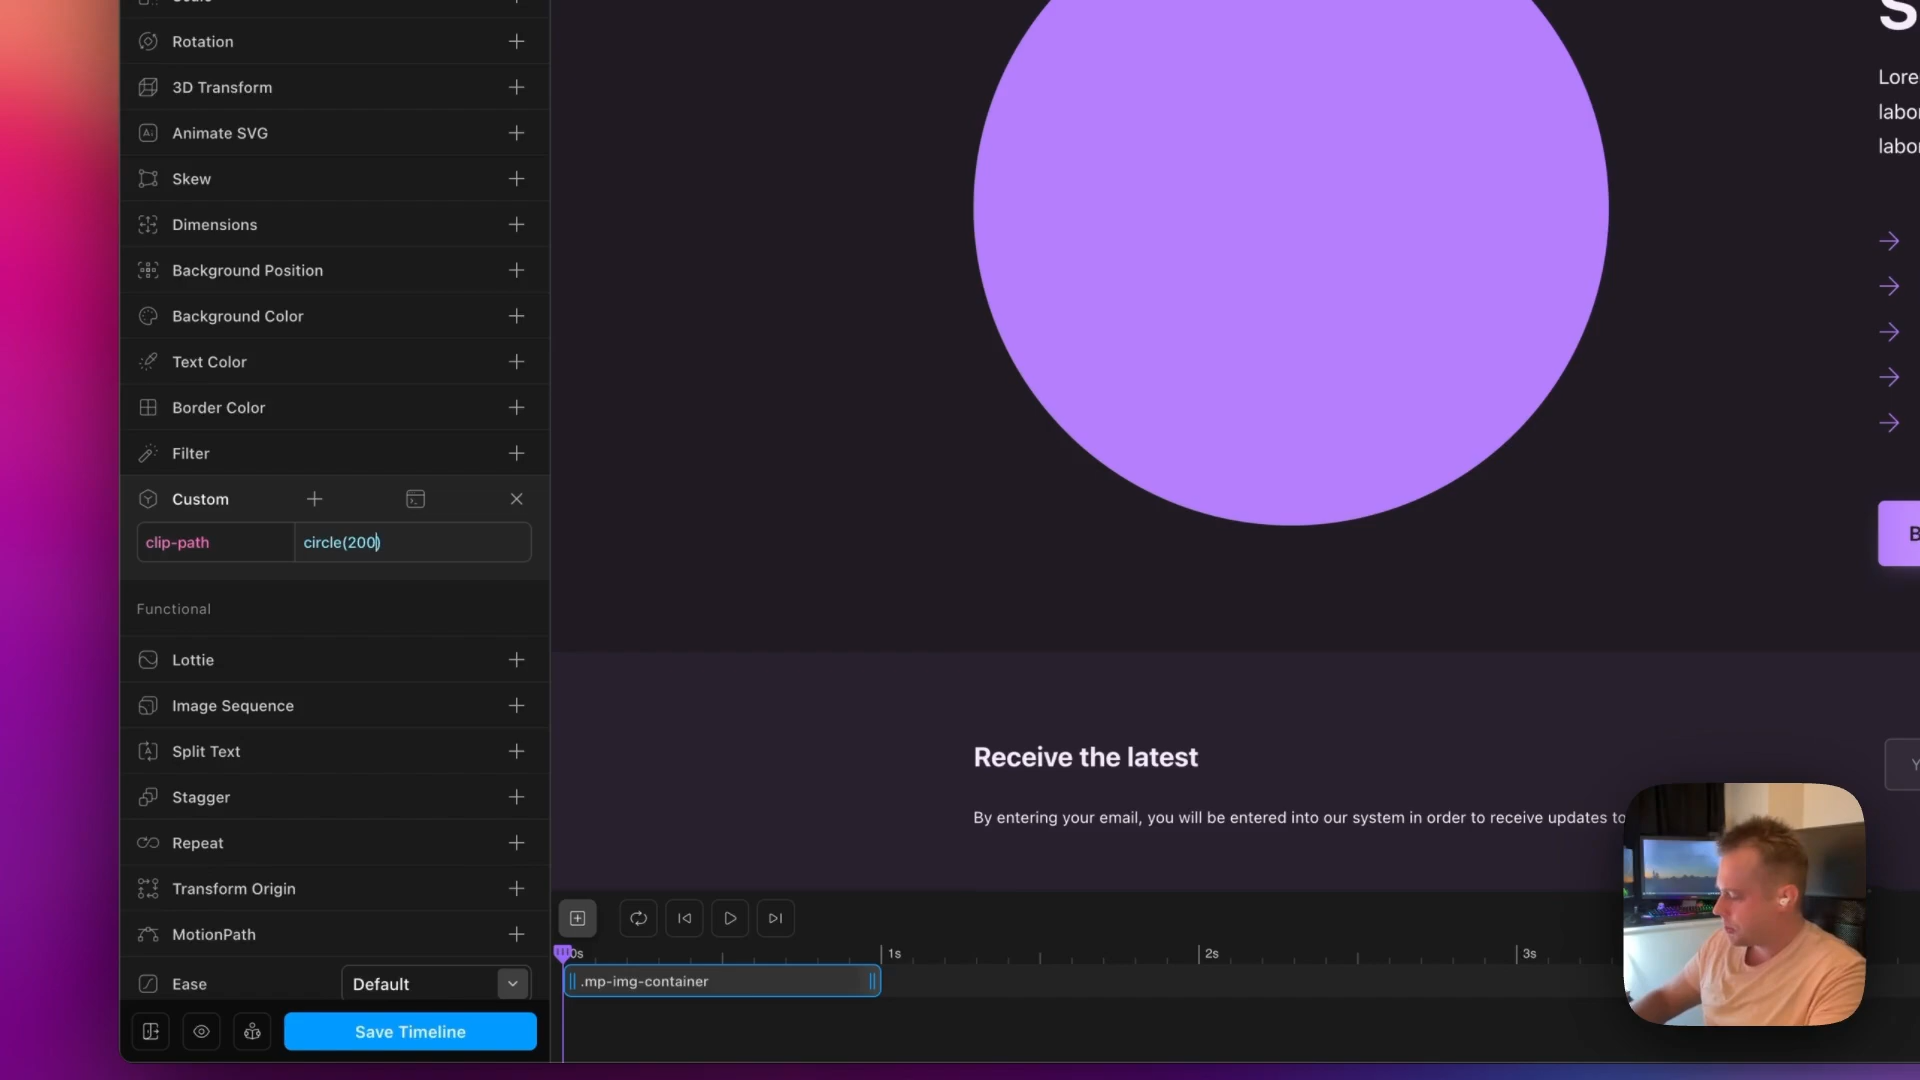 Scale
Rotation
3D Transform
Animate SVG
Skew
Dimensions
Background Position
Background Color
Text Color
Border Color
Filter
Custom
clip-path circle(200)
Functional
Lottie
Image Sequence
Split Text
Stagger
Repeat
Transform Origin
MotionPath
Ease Default
Save Timeline
S
Lore
labo
labo
B
Receive the latest
Y
By entering your email, you will be entered into our system in order to receive updates to
0s 1s 2s 3s
.mp-img-container